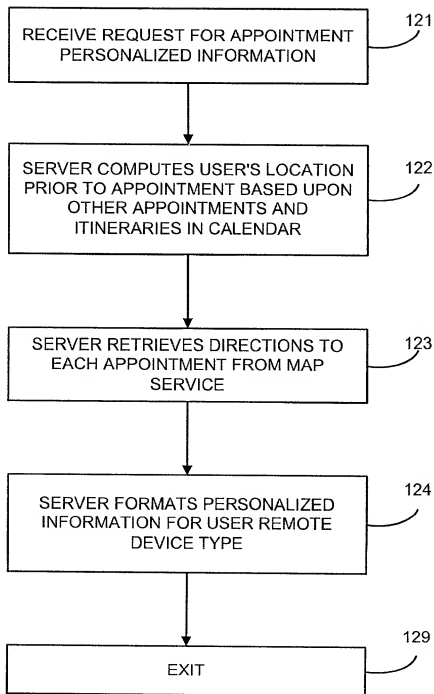 121
RECEIVE REQUEST FOR APPOINTMENT
PERSONALIZED INFORMATION
122
SERVER COMPUTES USER'S LOCATION
PRIOR TO APPOINTMENT BASED UPON
OTHER APPOINTMENTS AND
ITINERARIES IN CALENDAR
123
SERVER RETRIEVES DIRECTIONS TO
EACH APPOINTMENT FROM MAP
SERVICE
124
SERVER FORMATS PERSONALIZED
INFORMATION FOR USER REMOTE
DEVICE TYPE
129
EXIT